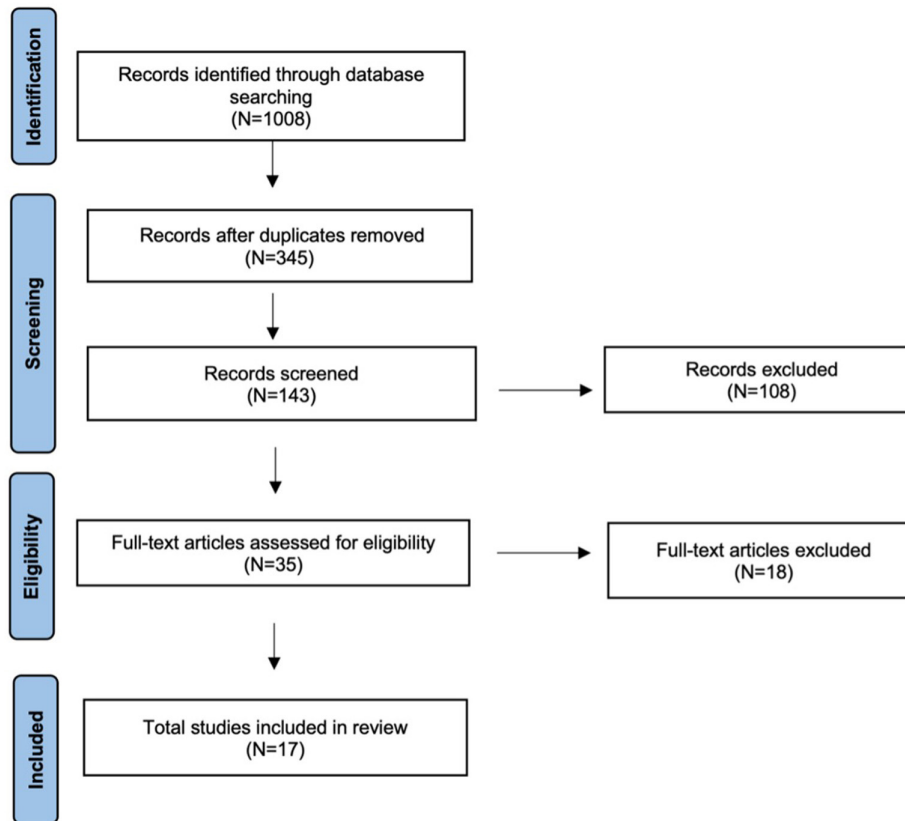 Identification
Records identified through database
searching
(N=1008)
Screening
Records after duplicates removed
(N=345)
Records screened
(N=143)
Records excluded
(N=108)
Eligibility
Full-text articles assessed for eligibility
(N=35)
Full-text articles excluded
(N=18)
Included
Total studies included in review
(N=17)